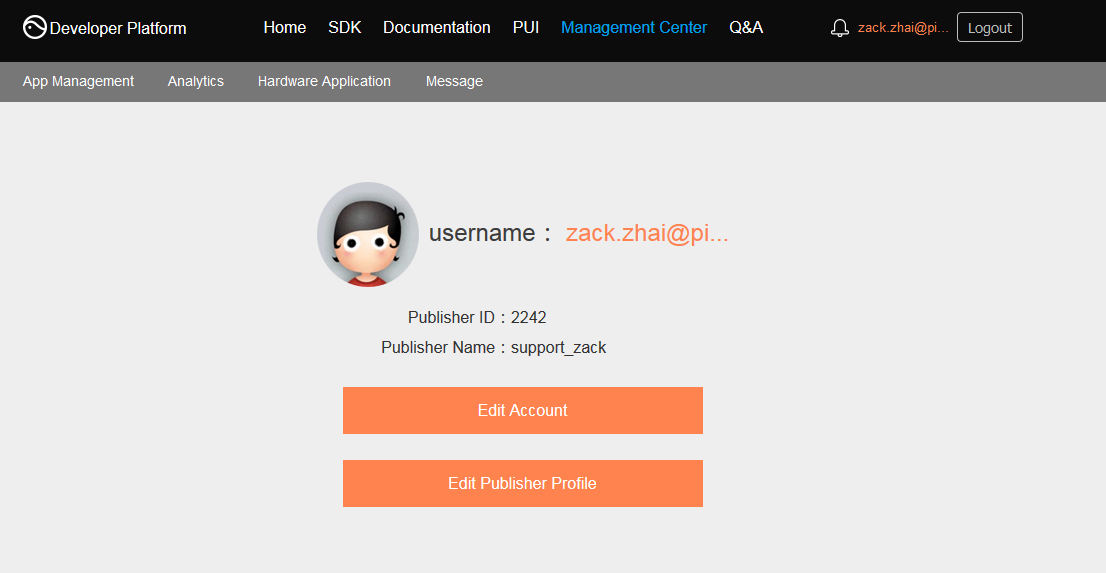 Developer Platform Home SDK Documentation PUI Management Center Q&A zack.zhai@pi... Logout
App Management Analytics Hardware Application Message
username： zack.zhai@pi...
Publisher ID：2242
Publisher Name：support_zack
Edit Account
Edit Publisher Profile